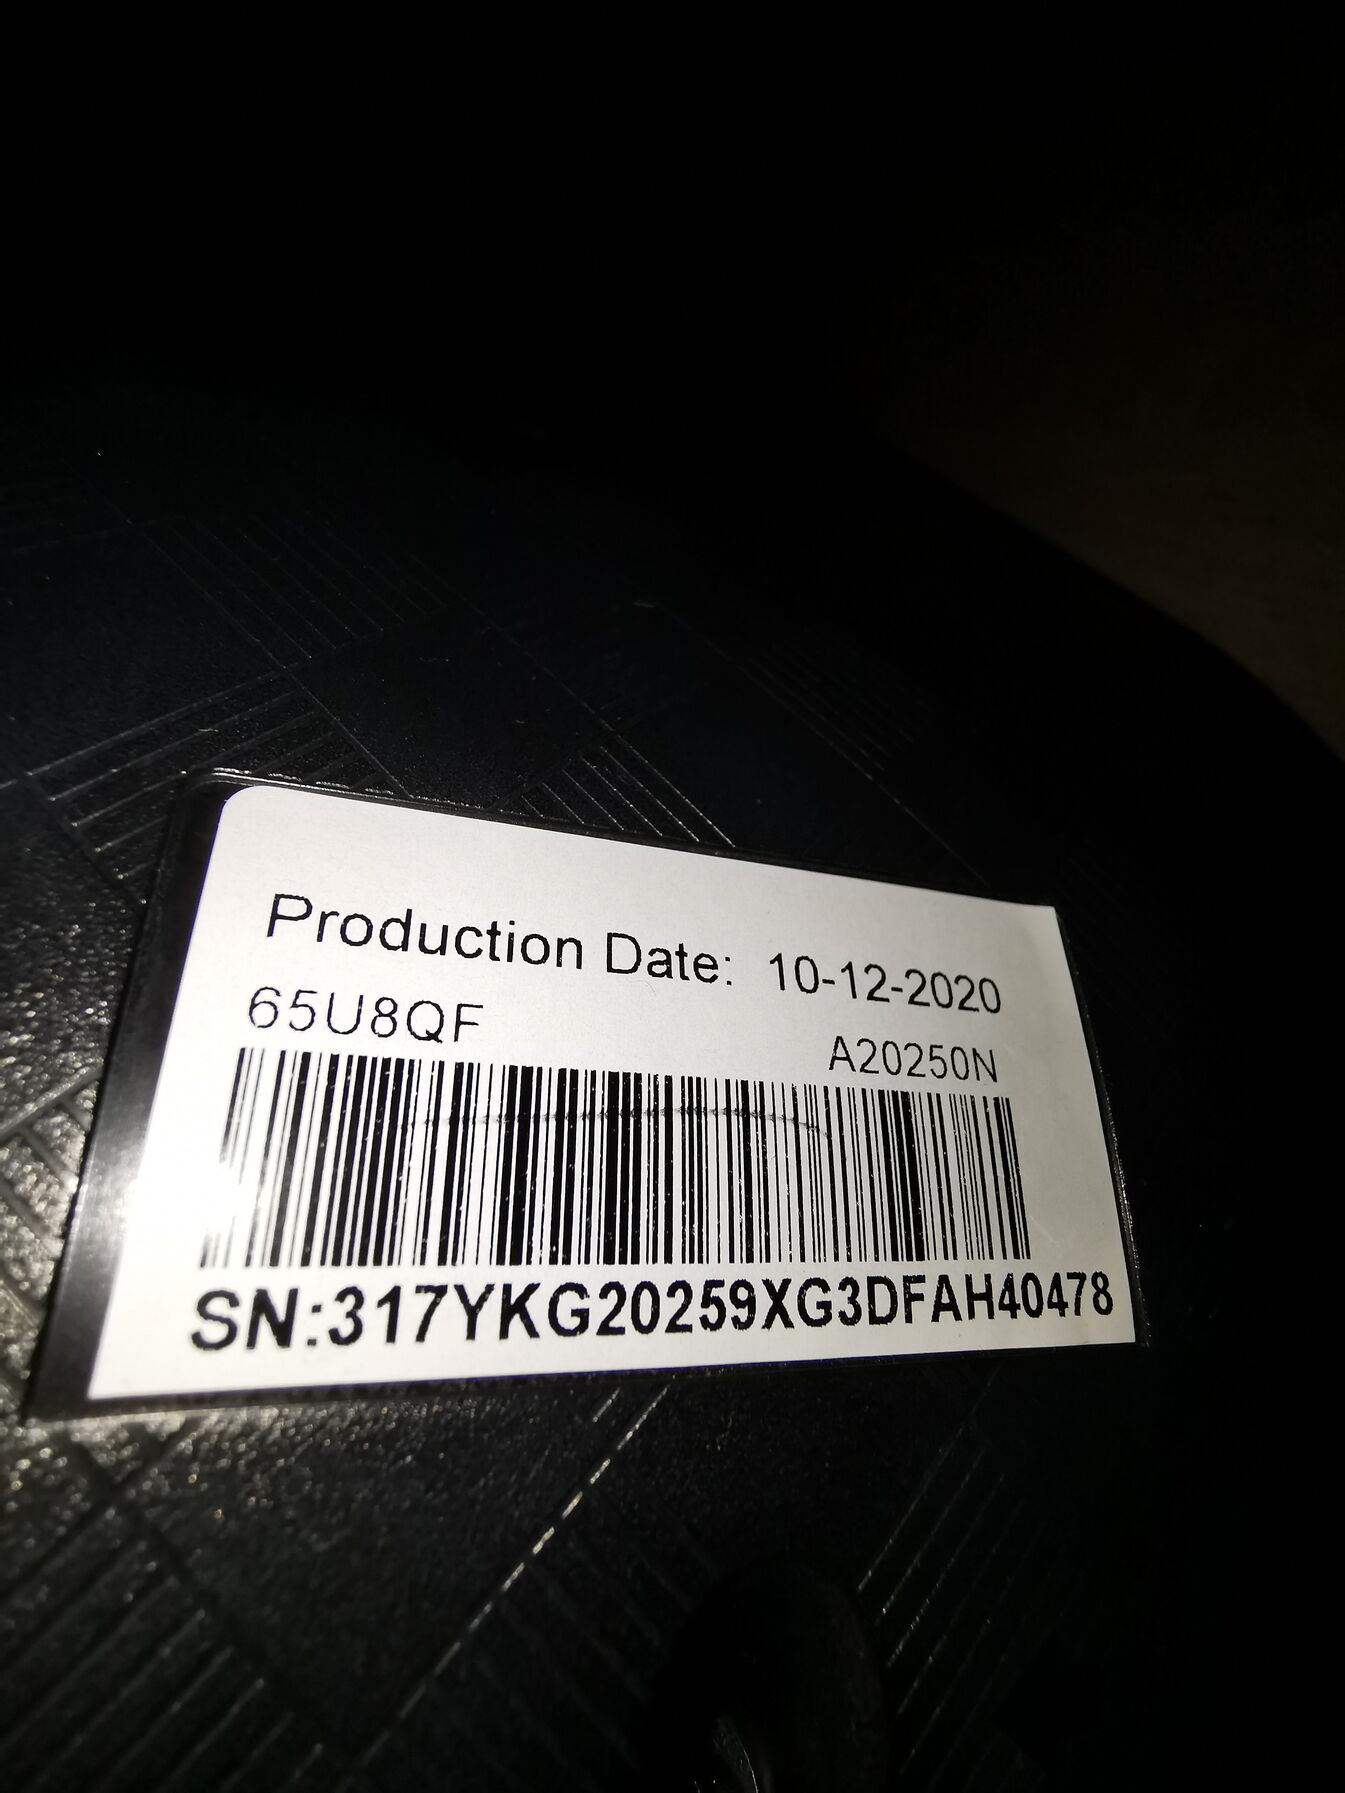 Production Date: 10-12-2020
65U8QF
A20250N
SN:317YKG20259XG3DFAH40478